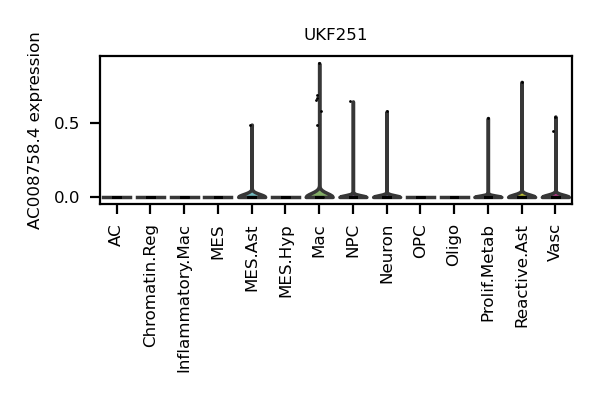 UKF251
AC008758.4 expression
0.5
0.0
AC
Chromatin.Reg
Inflammatory.Mac
MES
MES.Ast
MES.Hyp
Mac
NPC
Neuron
OPC
Oligo
Prolif.Metab
Reactive.Ast
Vasc